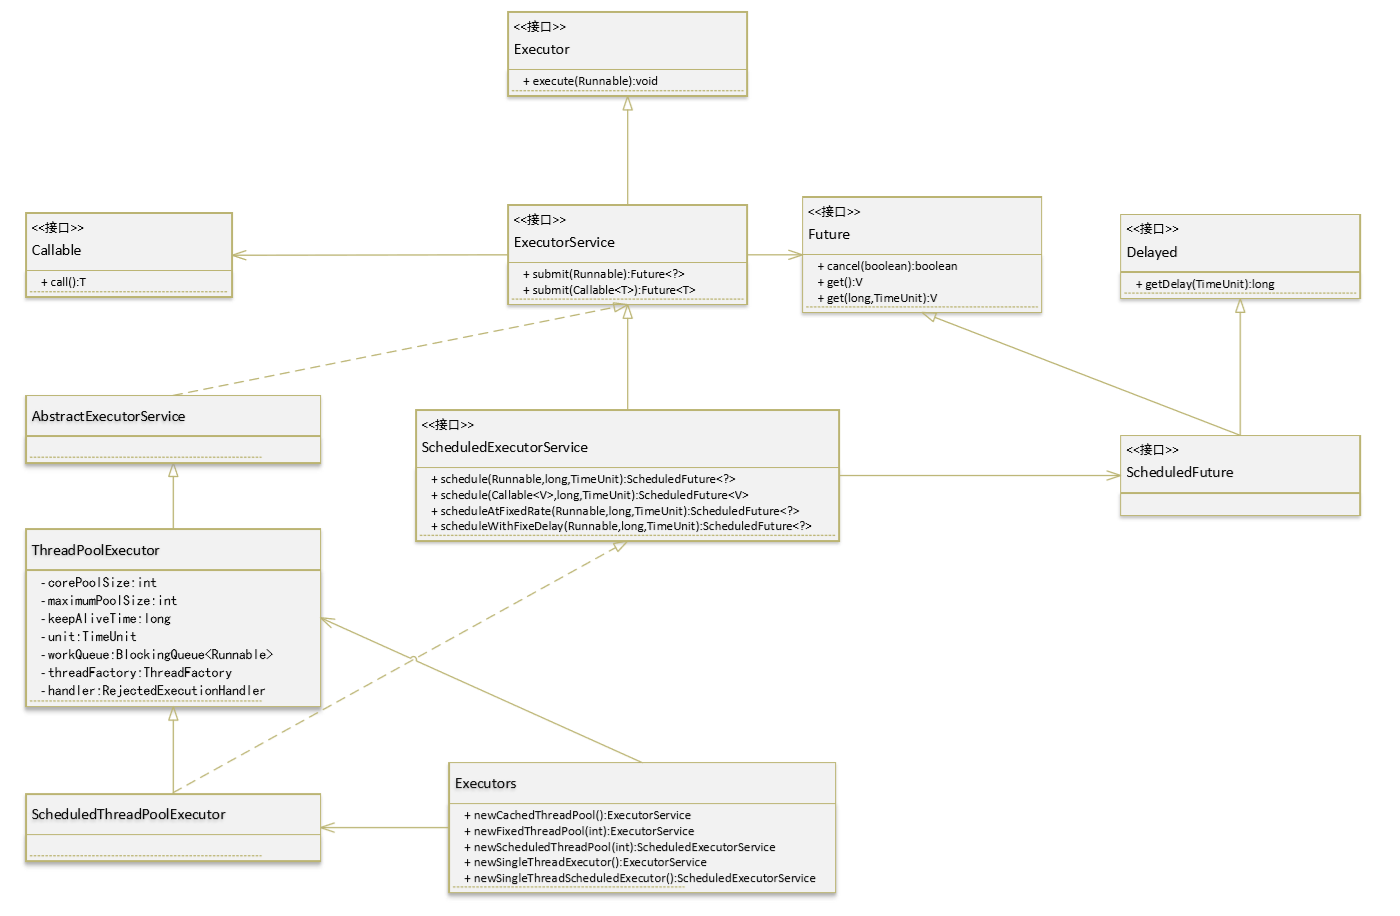 <<接口>>
Executor
+ execute(Runnable):void
<<接口>>
Callable
+ call():T
<<接口>>
ExecutorService
+ submit(Runnable):Future<?>
+ submit(Callable<T>):Future<T>
<<接口>>
Future
+ cancel(boolean):boolean
+ get():V
+ get(long,TimeUnit):V
<<接口>>
Delayed
+ getDelay(TimeUnit):long
AbstractExecutorService
<<接口>>
ScheduledExecutorService
+ schedule(Runnable,long,TimeUnit):ScheduledFuture<?>
+ schedule(Callable<V>,long,TimeUnit):ScheduledFuture<V>
+ scheduleAtFixedRate(Runnable,long,TimeUnit):ScheduledFuture<?>
+ scheduleWithFixeDelay(Runnable,long,TimeUnit):ScheduledFuture<?>
<<接口>>
ScheduledFuture
ThreadPoolExecutor
-corePoolSize:int
-maximumPoolSize:int
-keepAliveTime:long
-unit:TimeUnit
-workQueue:BlockingQueue<Runnable>
-threadFactory:ThreadFactory
-handler:RejectedExecutionHandler
ScheduledThreadPoolExecutor
Executors
+ newCachedThreadPool():ExecutorService
+ newFixedThreadPool(int):ExecutorService
+ newScheduledThreadPool(int):ScheduledExecutorService
+ newSingleThreadExecutor():ExecutorService
+ newSingleThreadScheduledExecutor():ScheduledExecutorService